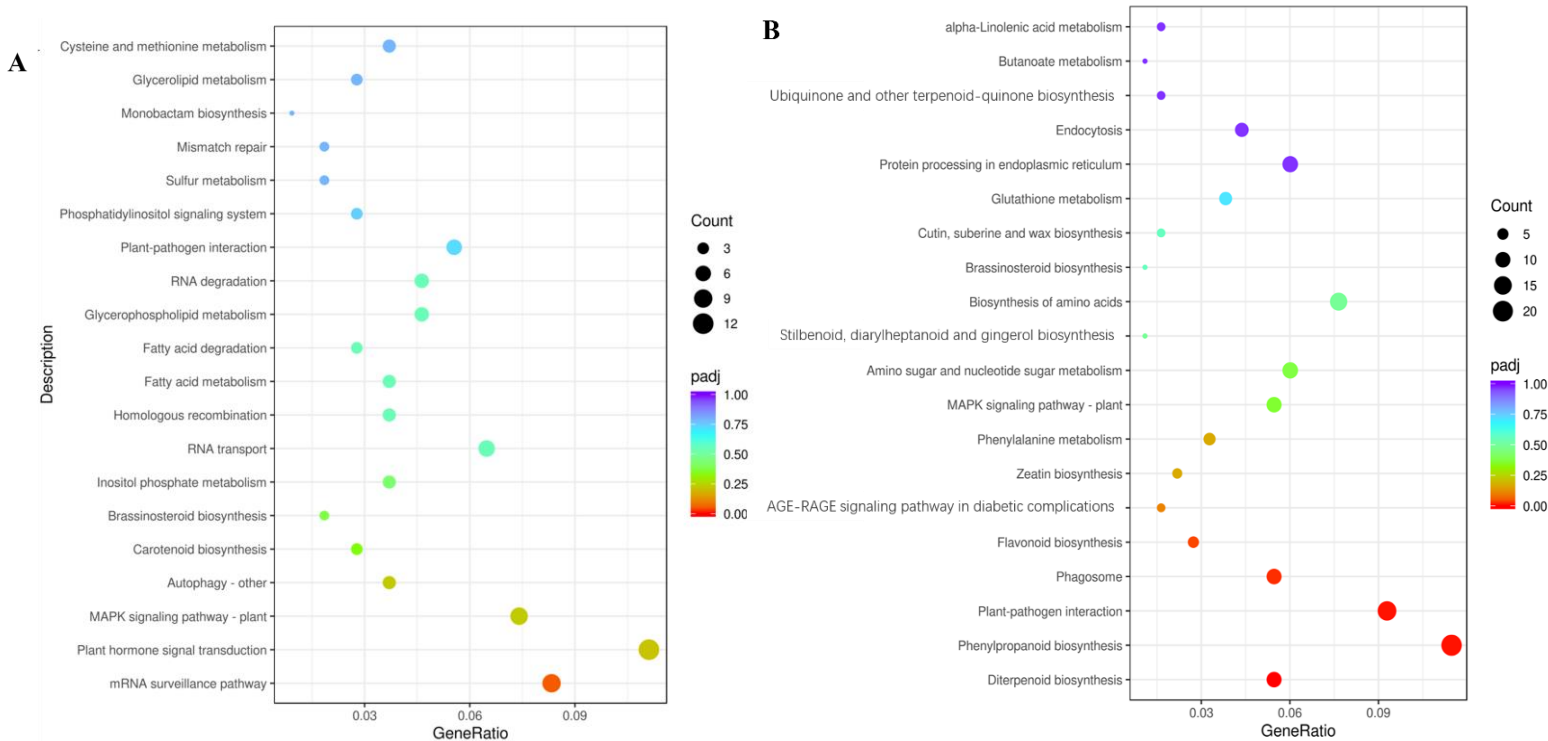 A
Description
Cysteine and methionine metabolism
Glycerolipid metabolism
Monobactam biosynthesis
Mismatch repair
Sulfur metabolism
Phosphatidylinositol signaling system
Plant-pathogen interaction
RNA degradation
Glycerophospholipid metabolism
Fatty acid degradation
Fatty acid metabolism
Homologous recombination
RNA transport
Inositol phosphate metabolism
Brassinosteroid biosynthesis
Carotenoid biosynthesis
Autophagy - other
MAPK signaling pathway - plant
Plant hormone signal transduction
mRNA surveillance pathway
0.03 0.06 0.09
GeneRatio
Count
3
6
9
12
padj
1.00
0.75
0.50
0.25
0.00
B
alpha-Linolenic acid metabolism
Butanoate metabolism
Ubiquinone and other terpenoid-quinone biosynthesis
Endocytosis
Protein processing in endoplasmic reticulum
Glutathione metabolism
Cutin, suberine and wax biosynthesis
Brassinosteroid biosynthesis
Biosynthesis of amino acids
Stilbenoid, diarylheptanoid and gingerol biosynthesis
Amino sugar and nucleotide sugar metabolism
MAPK signaling pathway - plant
Phenylalanine metabolism
Zeatin biosynthesis
AGE-RAGE signaling pathway in diabetic complications
Flavonoid biosynthesis
Phagosome
Plant-pathogen interaction
Phenylpropanoid biosynthesis
Diterpenoid biosynthesis
0.03 0.06 0.09
GeneRatio
Count
5
10
15
20
padj
1.00
0.75
0.50
0.25
0.00